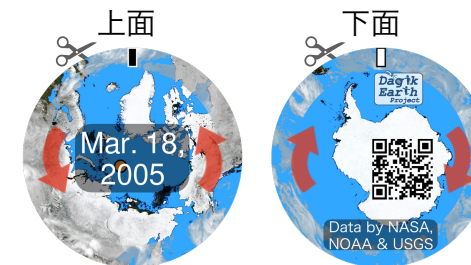 上面
下面
Mar. 18,
2005
Dagik
Earth
Project
Data by NASA,
NOAA & USGS